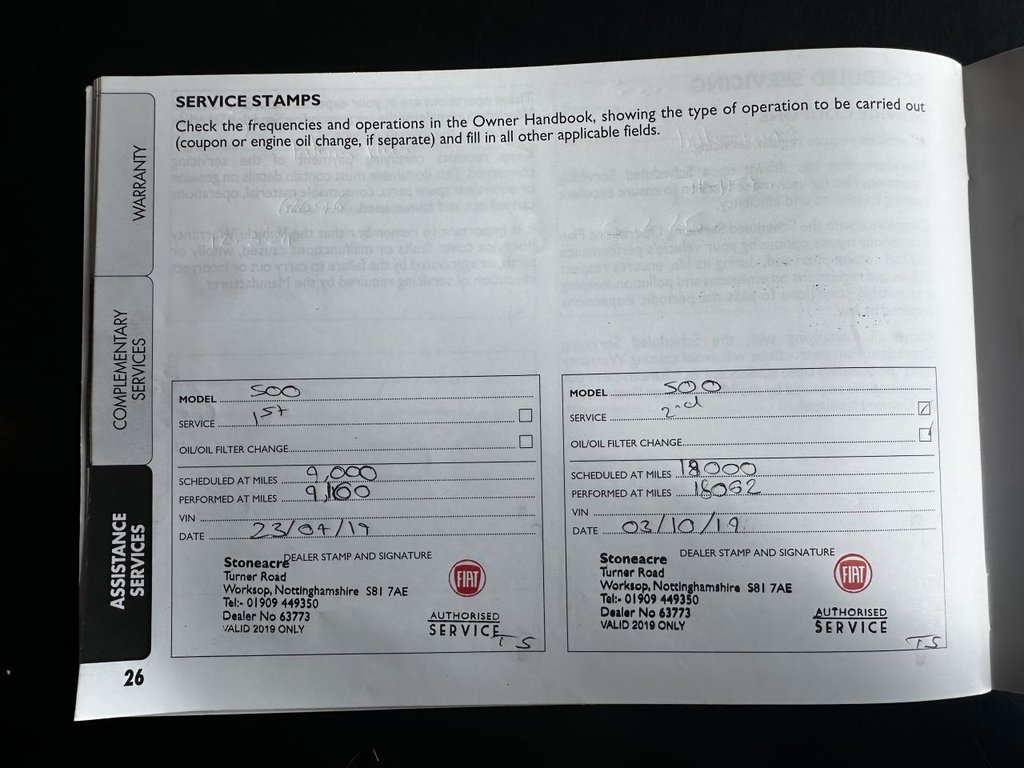 SERVICE STAMPS
Check the frequencies and operations in the Owner Handbook, showing the type of operation to be carried out
(coupon or engine oil change, if separate) and fill in all other applicable fields.
WARRANTY
COMPLEMENTARY
SERVICES
ASSISTANCE
SERVICES
MODEL 500
SERVICE 1st
OIL/OIL FILTER CHANGE
SCHEDULED AT MILES 9,000
PERFORMED AT MILES 9,160
VIN
DATE 23/04/19
DEALER STAMP AND SIGNATURE
Stoneacre
Turner Road
Worksop, Nottinghamshire S81 7AE
Tel:- 01909 449350
Dealer No 63773
VALID 2019 ONLY
FIAT
AUTHORISED
SERVICE
TS
MODEL 500
SERVICE 2nd
OIL/OIL FILTER CHANGE
SCHEDULED AT MILES 18000
PERFORMED AT MILES 18062
VIN
DATE 03/10/19
DEALER STAMP AND SIGNATURE
Stoneacre
Turner Road
Worksop, Nottinghamshire S81 7AE
Tel:- 01909 449350
Dealer No 63773
VALID 2019 ONLY
FIAT
AUTHORISED
SERVICE
TS
26